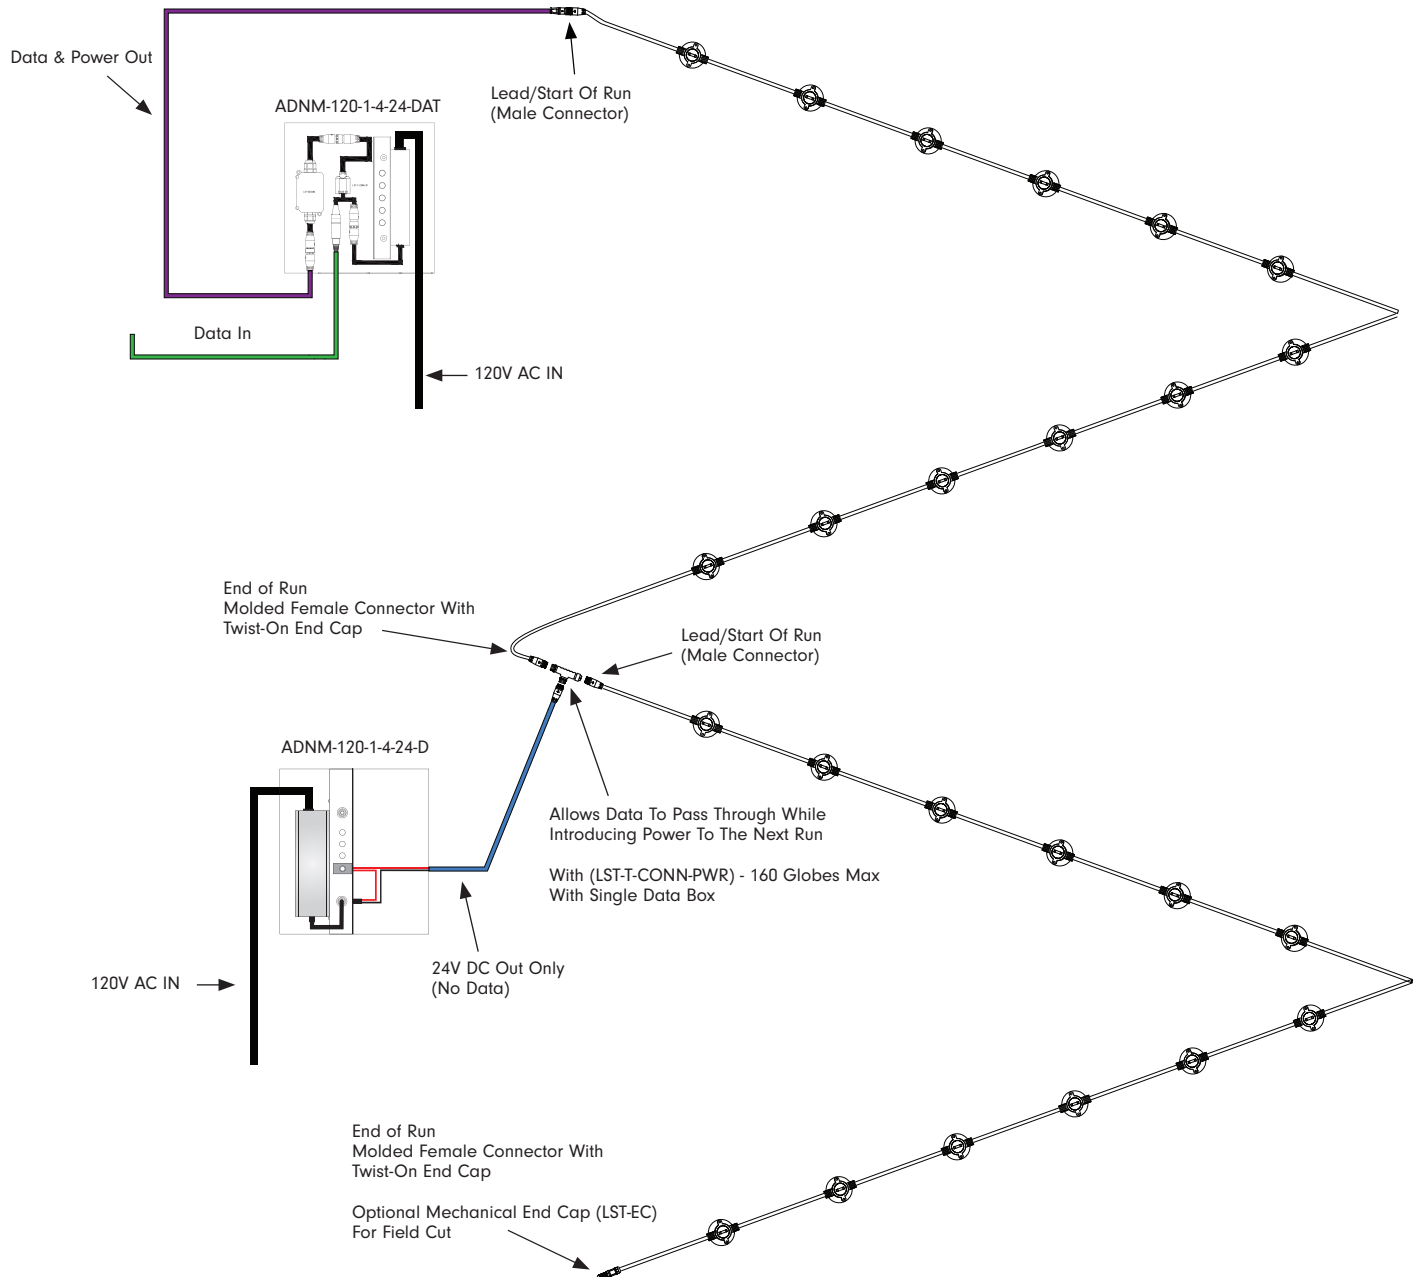 Data & Power Out
ADNM-120-1-4-24-DAT
Lead/Start Of Run
(Male Connector)
Data In
120V AC IN
End of Run
Molded Female Connector With
Twist-On End Cap
Lead/Start Of Run
(Male Connector)
ADNM-120-1-4-24-D
Allows Data To Pass Through While
Introducing Power To The Next Run
With (LST-T-CONN-PWR) - 160 Globes Max
With Single Data Box
24V DC Out Only
(No Data)
120V AC IN
End of Run
Molded Female Connector With
Twist-On End Cap
Optional Mechanical End Cap (LST-EC)
For Field Cut